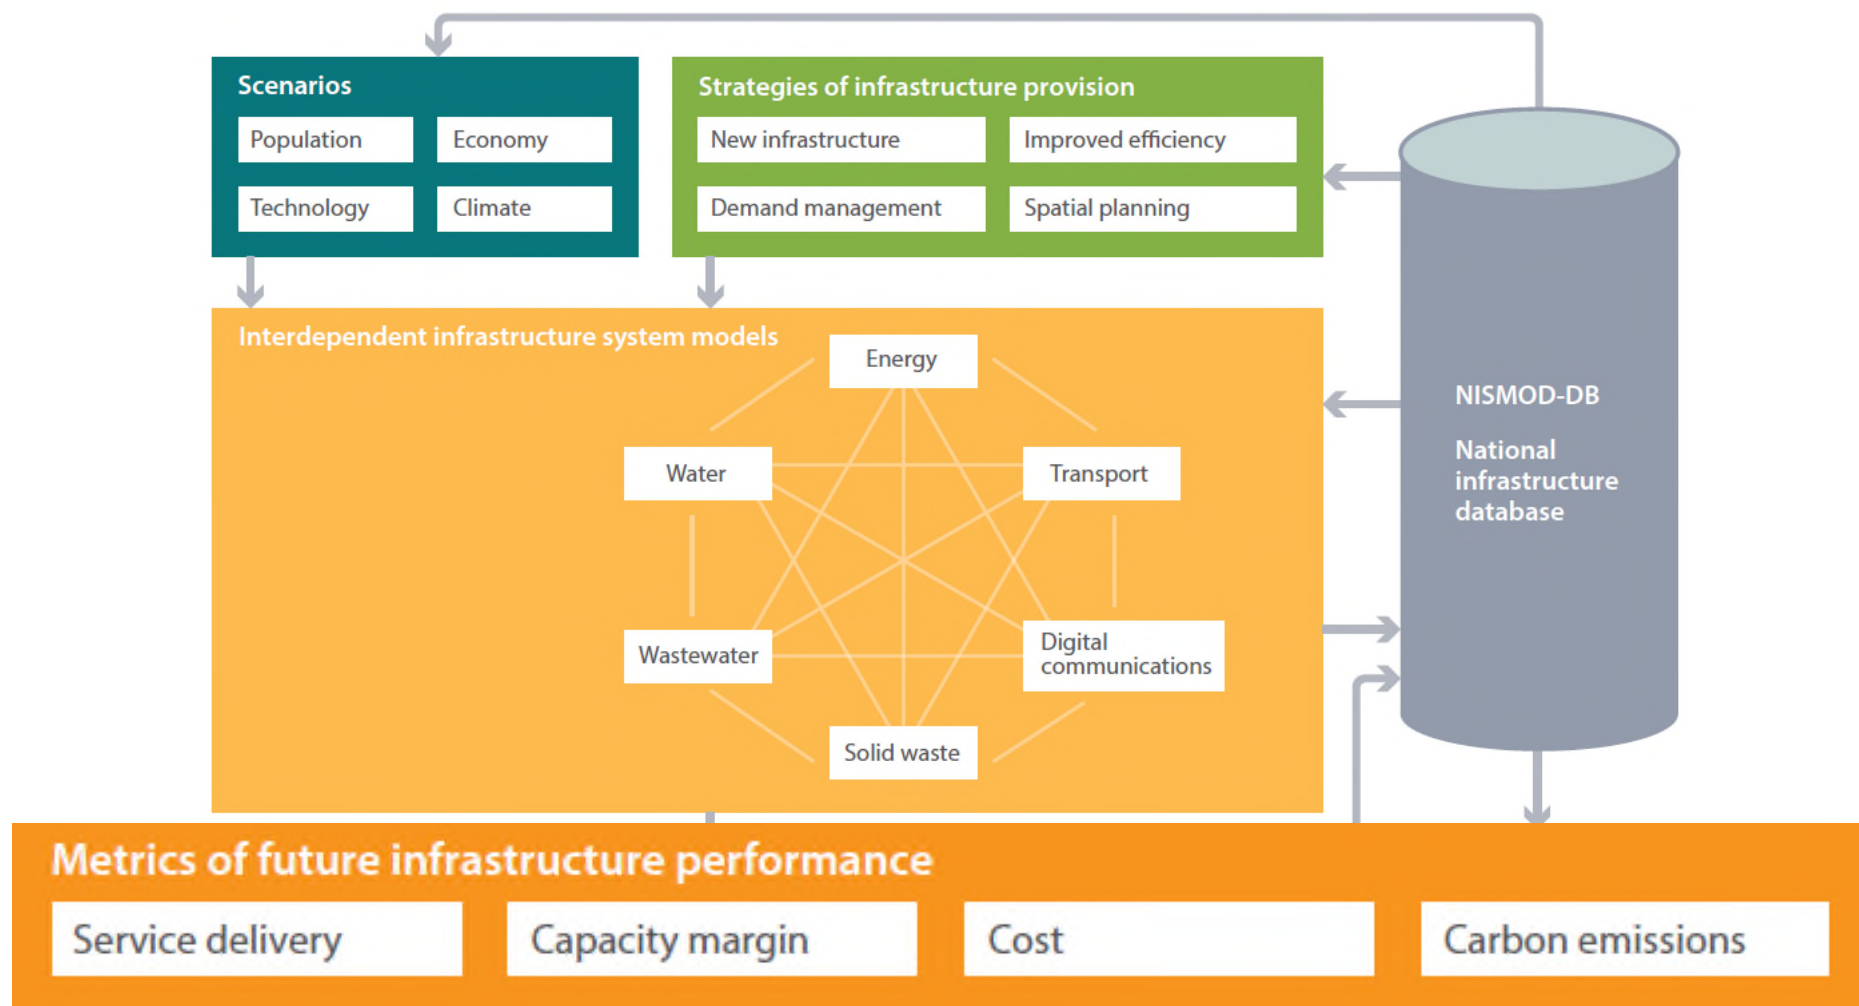 Scenarios
Population
Economy
Technology
Climate
Strategies of infrastructure provision
New infrastructure
Improved efficiency
Demand management
Spatial planning
Interdependent infrastructure system models
Energy
Water
Transport
Wastewater
Digital
communications
Solid waste
NISMOD-DB
National
infrastructure
database
Metrics of future infrastructure performance
Service delivery
Capacity margin
Cost
Carbon emissions